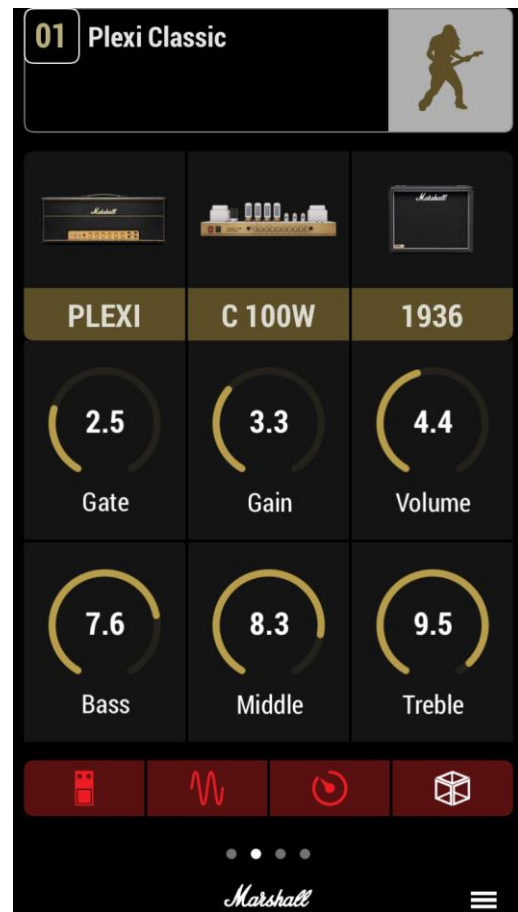 01 Plexi Classic
Marshall
Marshall
PLEXI C 100W 1936
2.5 3.3 4.4
Gate Gain Volume
7.6 8.3 9.5
Bass Middle Treble
Marshall